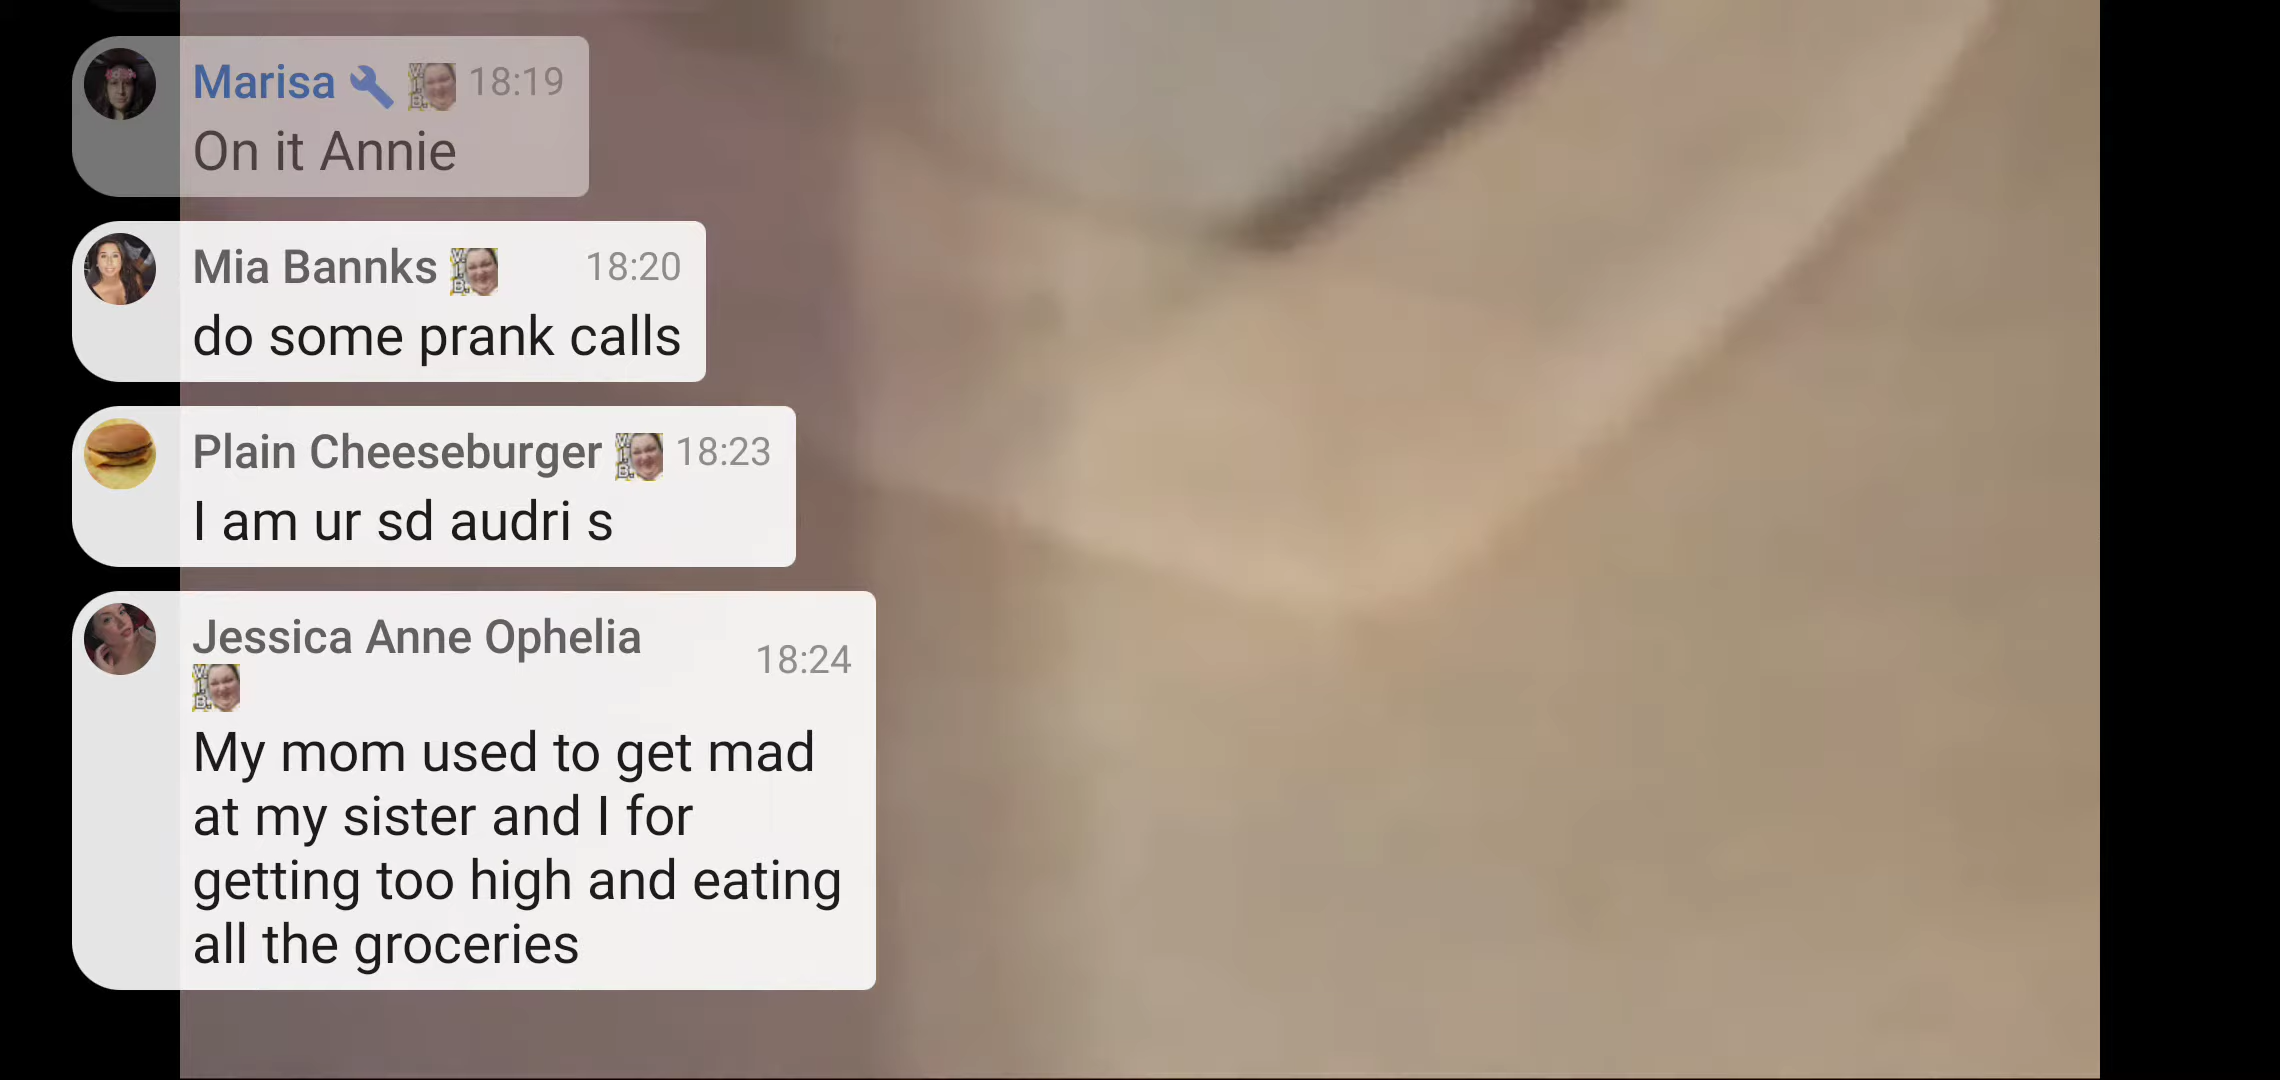 Marisa 18:19
On it Annie
Mia Bannks V.I.B. 18:20
do some prank calls
Plain Cheeseburger V.I.B. 18:23
I am ur sd audri s
Jessica Anne Ophelia
V.I.B. 18:24
My mom used to get mad
at my sister and I for
getting too high and eating
all the groceries